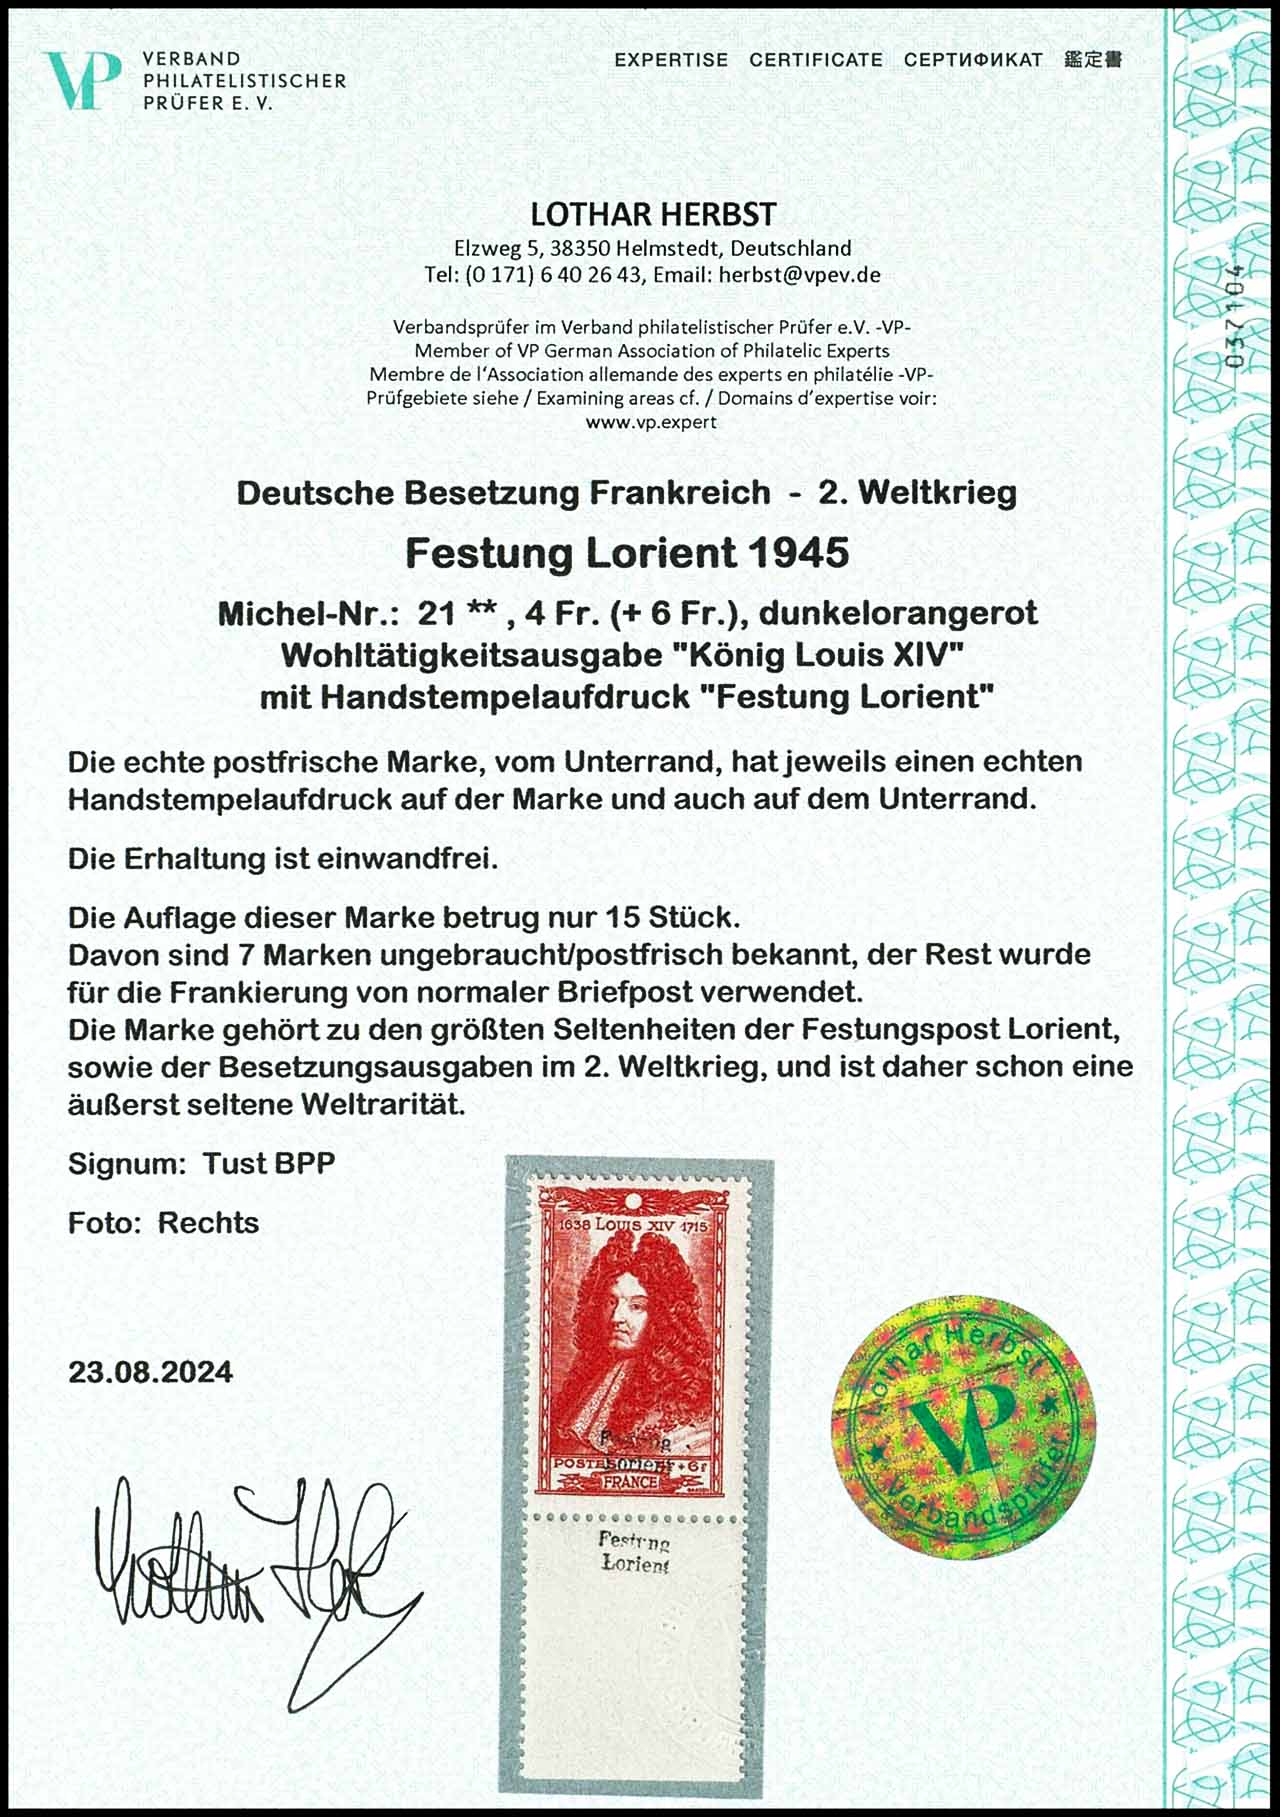 VP
VERBAND
PHILATELISTISCHER
PRÜFER E. V.
EXPERTISE CERTIFICATE СЕРТИФИКАТ 鑑定書
037104
LOTHAR HERBST
Elzweg 5, 38350 Helmstedt, Deutschland
Tel: (0 171) 6 40 26 43, Email: herbst@vpev.de
Verbandsprüfer im Verband philatelistischer Prüfer e.V. -VP-
Member of VP German Association of Philatelic Experts
Membre de l'Association allemande des experts en philatélie -VP-
Prüfgebiete siehe / Examining areas cf. / Domains d'expertise voir:
www.vp.expert
Deutsche Besetzung Frankreich - 2. Weltkrieg
Festung Lorient 1945
Michel-Nr.: 21 ** , 4 Fr. (+ 6 Fr.), dunkelorangerot
Wohltätigkeitsausgabe "König Louis XIV"
mit Handstempelaufdruck "Festung Lorient"
Die echte postfrische Marke, vom Unterrand, hat jeweils einen echten
Handstempelaufdruck auf der Marke und auch auf dem Unterrand.
Die Erhaltung ist einwandfrei.
Die Auflage dieser Marke betrug nur 15 Stück.
Davon sind 7 Marken ungebraucht/postfrisch bekannt, der Rest wurde
für die Frankierung von normaler Briefpost verwendet.
Die Marke gehört zu den größten Seltenheiten der Festungspost Lorient,
sowie der Besetzungsausgaben im 2. Weltkrieg, und ist daher schon eine
äußerst seltene Weltrarität.
Signum: Tust BPP
Foto: Rechts
23.08.2024
1638 LOUIS XIV 1715
Festung
Lorient
POSTES +6F
FRANCE
Festung
Lorient
Lothar Herbst
VP
Verbandsprüfer